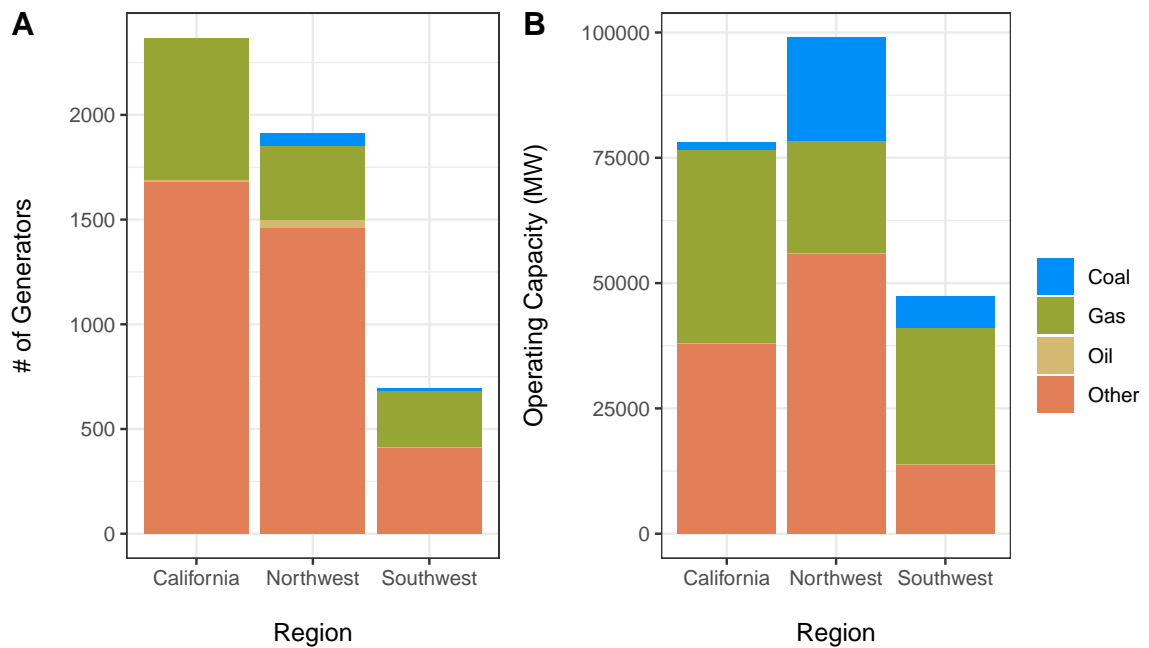 A
# of Generators
2000
1500
1000
500
0
California Northwest Southwest
Region
B
Operating Capacity (MW)
100000
75000
50000
25000
0
California Northwest Southwest
Region
Coal
Gas
Oil
Other